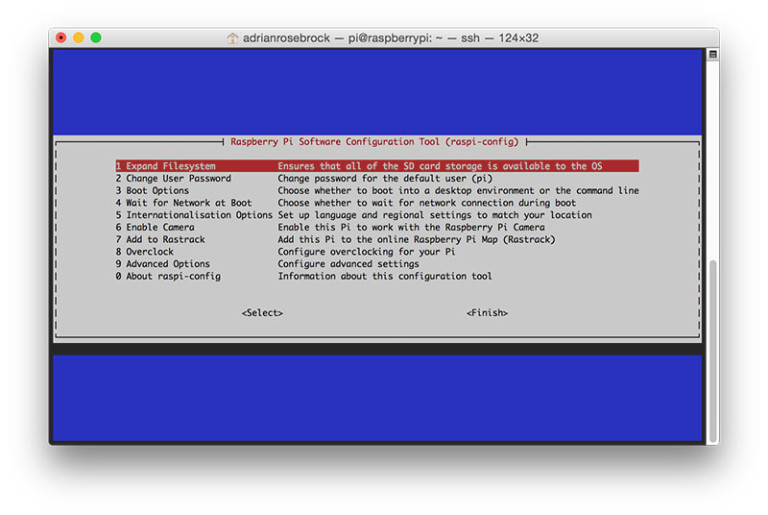 adrianrosebrock — pi@raspberrypi: ~ — ssh — 124×32
Raspberry Pi Software Configuration Tool (raspi-config)
1 Expand Filesystem Ensures that all of the SD card storage is available to the OS
2 Change User Password Change password for the default user (pi)
3 Boot Options Choose whether to boot into a desktop environment or the command line
4 Wait for Network at Boot Choose whether to wait for network connection during boot
5 Internationalisation Options Set up language and regional settings to match your location
6 Enable Camera Enable this Pi to work with the Raspberry Pi Camera
7 Add to Rastrack Add this Pi to the online Raspberry Pi Map (Rastrack)
8 Overclock Configure overclocking for your Pi
9 Advanced Options Configure advanced settings
0 About raspi-config Information about this configuration tool
<Select> <Finish>